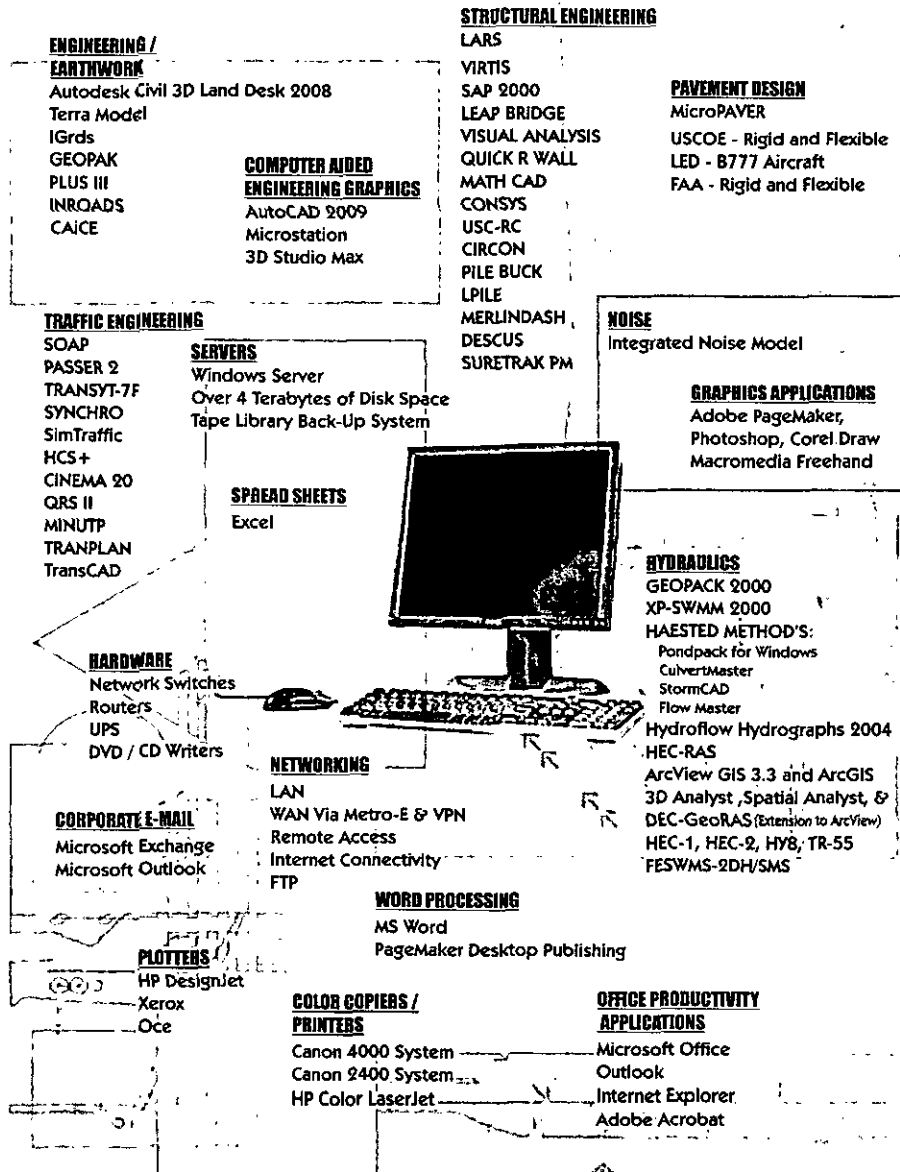 STRUCTURAL ENGINEERING
LARS
VIRTIS
SAP 2000
LEAP BRIDGE
VISUAL ANALYSIS
QUICK R WALL
MATH CAD
CONSYS
USC-RC
CIRCON
PILE BUCK
LPILE
MERLINDASH
DESCUS
SURETRAK PM
ENGINEERING /
EARTHWORK
Autodesk Civil 3D Land Desk 2008
Terra Model
IGrds
GEOPAK
PLUS III
INROADS
CAiCE
COMPUTER AIDED
ENGINEERING GRAPHICS
AutoCAD 2009
Microstation
3D Studio Max
PAVEMENT DESIGN
MicroPAVER
USCOE - Rigid and Flexible
LED - B777 Aircraft
FAA - Rigid and Flexible
TRAFFIC ENGINEERING
SOAP
PASSER 2
TRANSYT-7F
SYNCHRO
SimTraffic
HCS+
CINEMA 20
QRS II
MINUTP
TRANPLAN
TransCAD
SERVERS
Windows Server
Over 4 Terabytes of Disk Space
Tape Library Back-Up System
SPREAD SHEETS
Excel
NOISE
Integrated Noise Model
GRAPHICS APPLICATIONS
Adobe PageMaker,
Photoshop, Corel Draw
Macromedia Freehand
HYDRAULICS
GEOPACK 2000
XP-SWMM 2000
HAESTED METHOD'S:
Pondpack for Windows
CulvertMaster
StormCAD
Flow Master
Hydroflow Hydrographs 2004
HEC-RAS
ArcView GIS 3.3 and ArcGIS
3D Analyst ,Spatial Analyst, &
DEC-GeoRAS (Extension to ArcView)
HEC-1, HEC-2, HY8, TR-55
FESWMS-2DH/SMS
HARDWARE
Network Switches
Routers
UPS
DVD / CD Writers
NETWORKING
LAN
WAN Via Metro-E & VPN
Remote Access
Internet Connectivity
FTP
CORPORATE E-MAIL
Microsoft Exchange
Microsoft Outlook
WORD PROCESSING
MS Word
PageMaker Desktop Publishing
PLOTTERS
HP DesignJet
Xerox
Oce
COLOR COPIERS /
PRINTERS
Canon 4000 System
Canon 2400 System
HP Color LaserJet
OFFICE PRODUCTIVITY
APPLICATIONS
Microsoft Office
Outlook
Internet Explorer
Adobe Acrobat